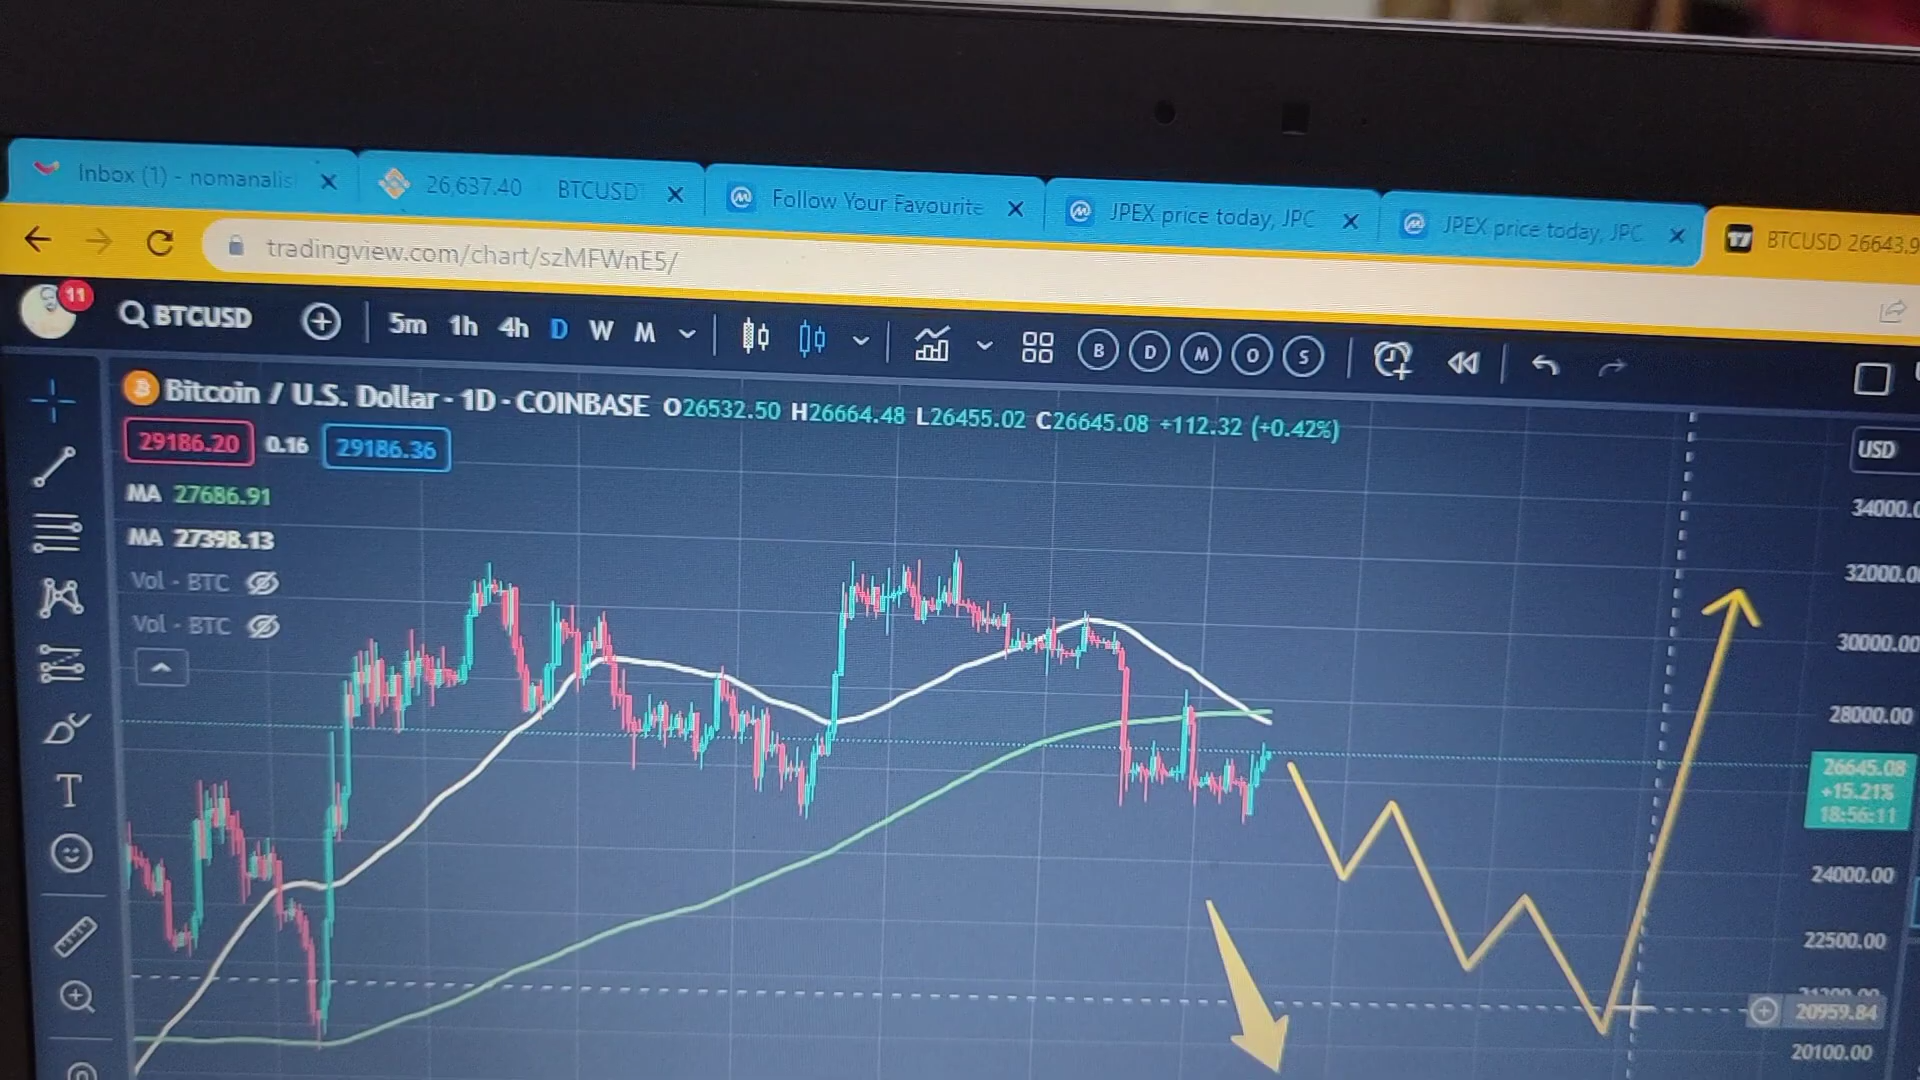 Inbox (1) - nomanalis
26,637.40 BTCUSD
Follow Your Favourite
JPEX price today, JPC
JPEX price today, JPC
BTCUSD 26643.9
tradingview.com/chart/szMFWnE5/
11
BTCUSD
5m 1h 4h D W M
B D M O S
Bitcoin / U.S. Dollar - 1D - COINBASE O26532.50 H26664.48 L26455.02 C26645.08 +112.32 (+0.42%)
29186.20 0.16 29186.36
USD
MA 27686.91
MA 27398.13
Vol - BTC
Vol - BTC
T
34000.0
32000.0
30000.00
28000.00
26645.08
+15.21%
18:56:11
24000.00
22500.00
20959.84
20100.00